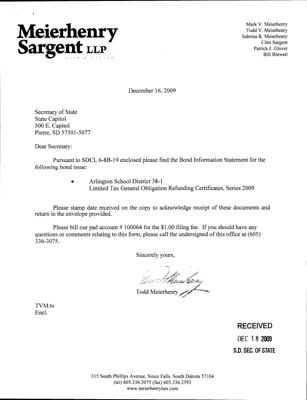 Meierhenry
Sargent LLP
Mark V. Meierhenry
Todd V. Meierhenry
Sabrina R. Meierhenry
Clint Sargent
Patrick J. Glover
Bill Blewett
December 16, 2009
Secretary of State
State Capitol
500 E. Capitol
Pierre, SD 57501-5077
Dear Secretary:
Pursuant to SDCL 6-8B-19 enclosed please find the Bond Information Statement for the
following bond issue:
• Arlington School District 38-1
Limited Tax General Obligation Refunding Certificates, Series 2009
Please stamp date received on the copy to acknowledge receipt of these documents and
return in the envelope provided.
Please bill our pad account # 100064 for the $1.00 filing fee. If you should have any
questions or comments relating to this form, please call the undersigned of this office at (605)
336-3075.
Sincerely yours,
Todd Meierhenry
TVM:ts
Encl.
RECEIVED
DEC 18 2009
S.D. SEC. OF STATE
315 South Phillips Avenue, Sioux Falls, South Dakota 57104
(tel) 605.336.3075 (fax) 605.336.2593
www.meierhenrylaw.com